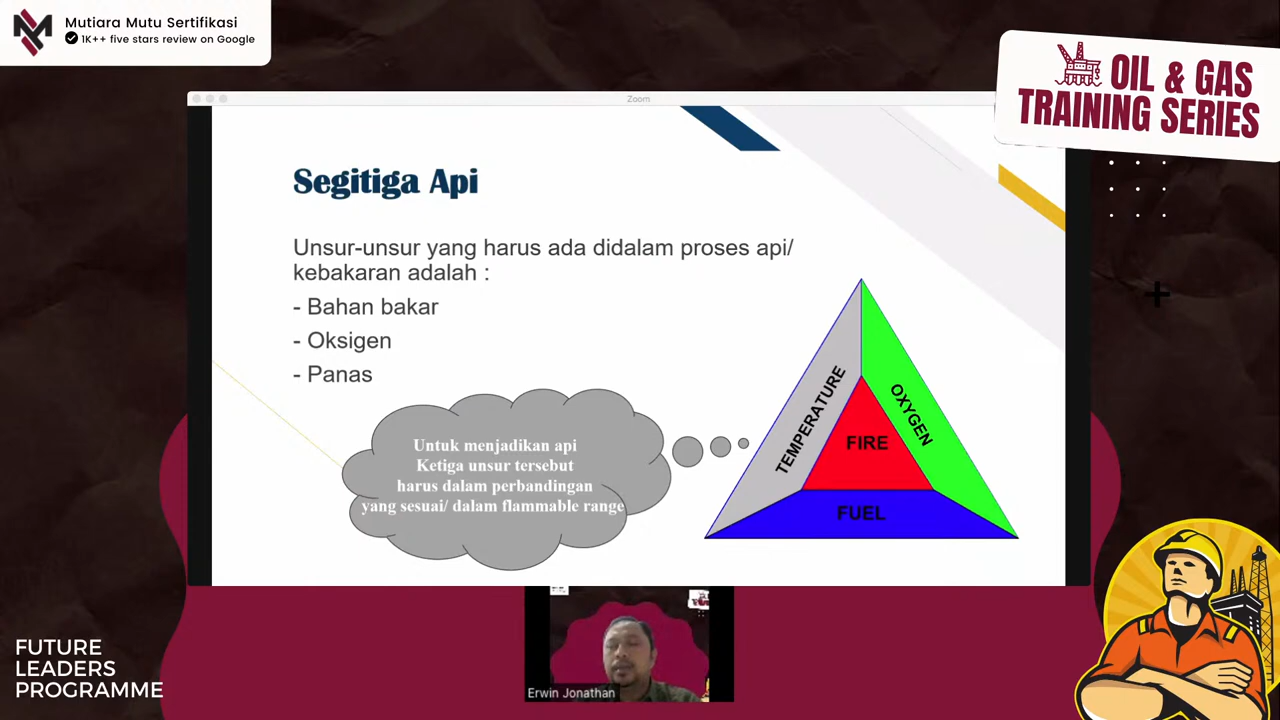 Mutiara Mutu Sertifikasi
1K++ five stars review on Google
OIL & GAS
TRAINING SERIES
Zoom
Segitiga Api
Unsur-unsur yang harus ada didalam proses api/
kebakaran adalah :
- Bahan bakar
- Oksigen
- Panas
Untuk menjadikan api
Ketiga unsur tersebut
harus dalam perbandingan
yang sesuai/ dalam flammable range
TEMPERATURE
OXYGEN
FIRE
FUEL
Erwin Jonathan
FUTURE
LEADERS
PROGRAMME